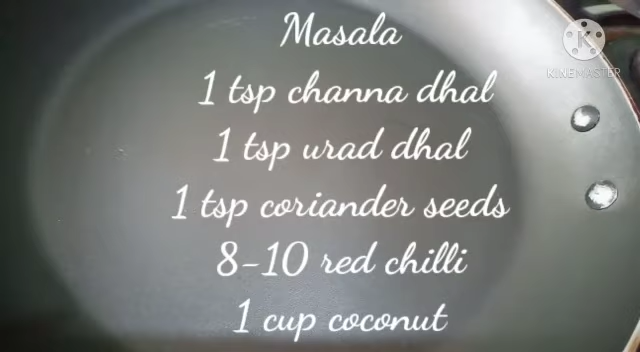 Masala
1 tsp channa dhal
1 tsp urad dhal
1 tsp coriander seeds
8-10 red chilli
1 cup coconut
KINEMASTER